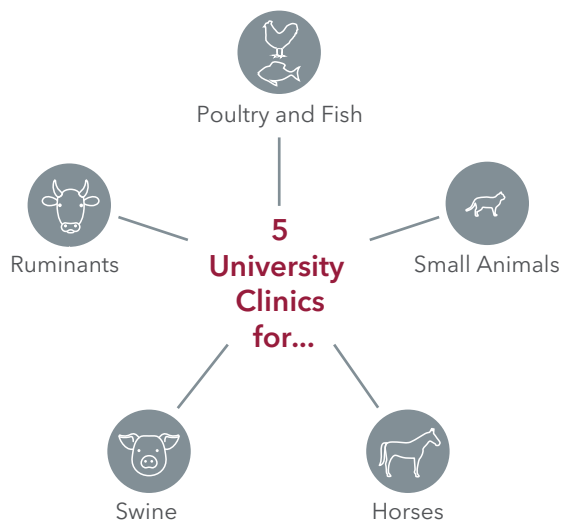 Poultry and Fish
5
University
Clinics
for...
Ruminants
Small Animals
Swine
Horses